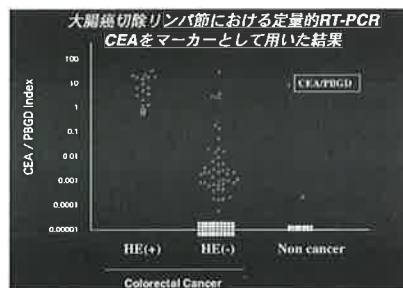 大腸癌切除リンパ節における定量的RT-PCR
CEAをマーカーとして用いた結果
CEA/PBGD
CEA / PBGD Index
100
10
1
0.1
0.01
0.001
0.0001
0.00001
HE(+) HE(-) Non cancer
Colorectal Cancer